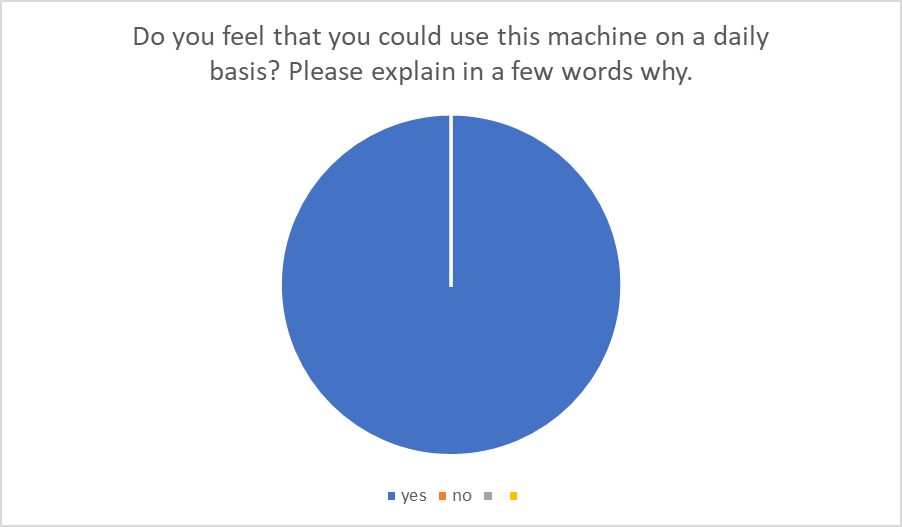 Do you feel that you could use this machine on a daily
basis? Please explain in a few words why.
yes no